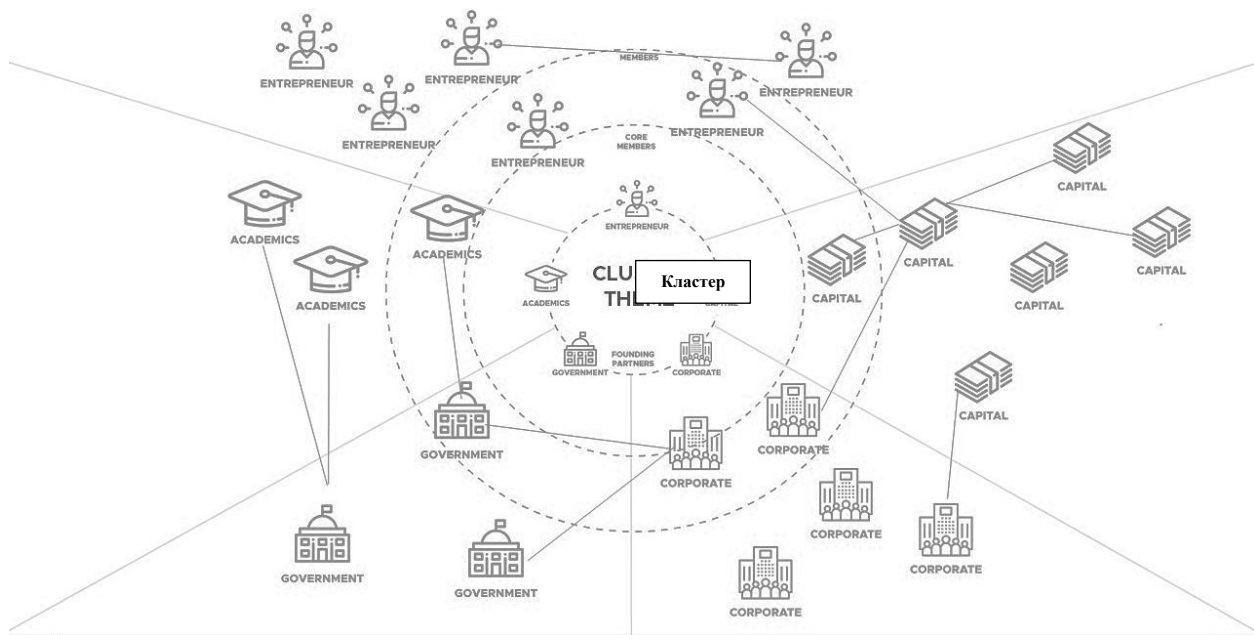 ENTREPRENEUR
ENTREPRENEUR
MEMBERS
ENTREPRENEUR
ENTREPRENEUR
ENTREPRENEUR
ENTREPRENEUR
CORE
MEMBERS
CAPITAL
ENTREPRENEUR
ACADEMICS
ACADEMICS
CAPITAL
CAPITAL
CLU
Кластер
ACADEMICS
ACADEMICS
CAPITAL
CAPITAL
FOUNDING
PARTNERS
GOVERNMENT
CORPORATE
CAPITAL
GOVERNMENT
CORPORATE
CORPORATE
CORPORATE
CORPORATE
GOVERNMENT
GOVERNMENT
CORPORATE